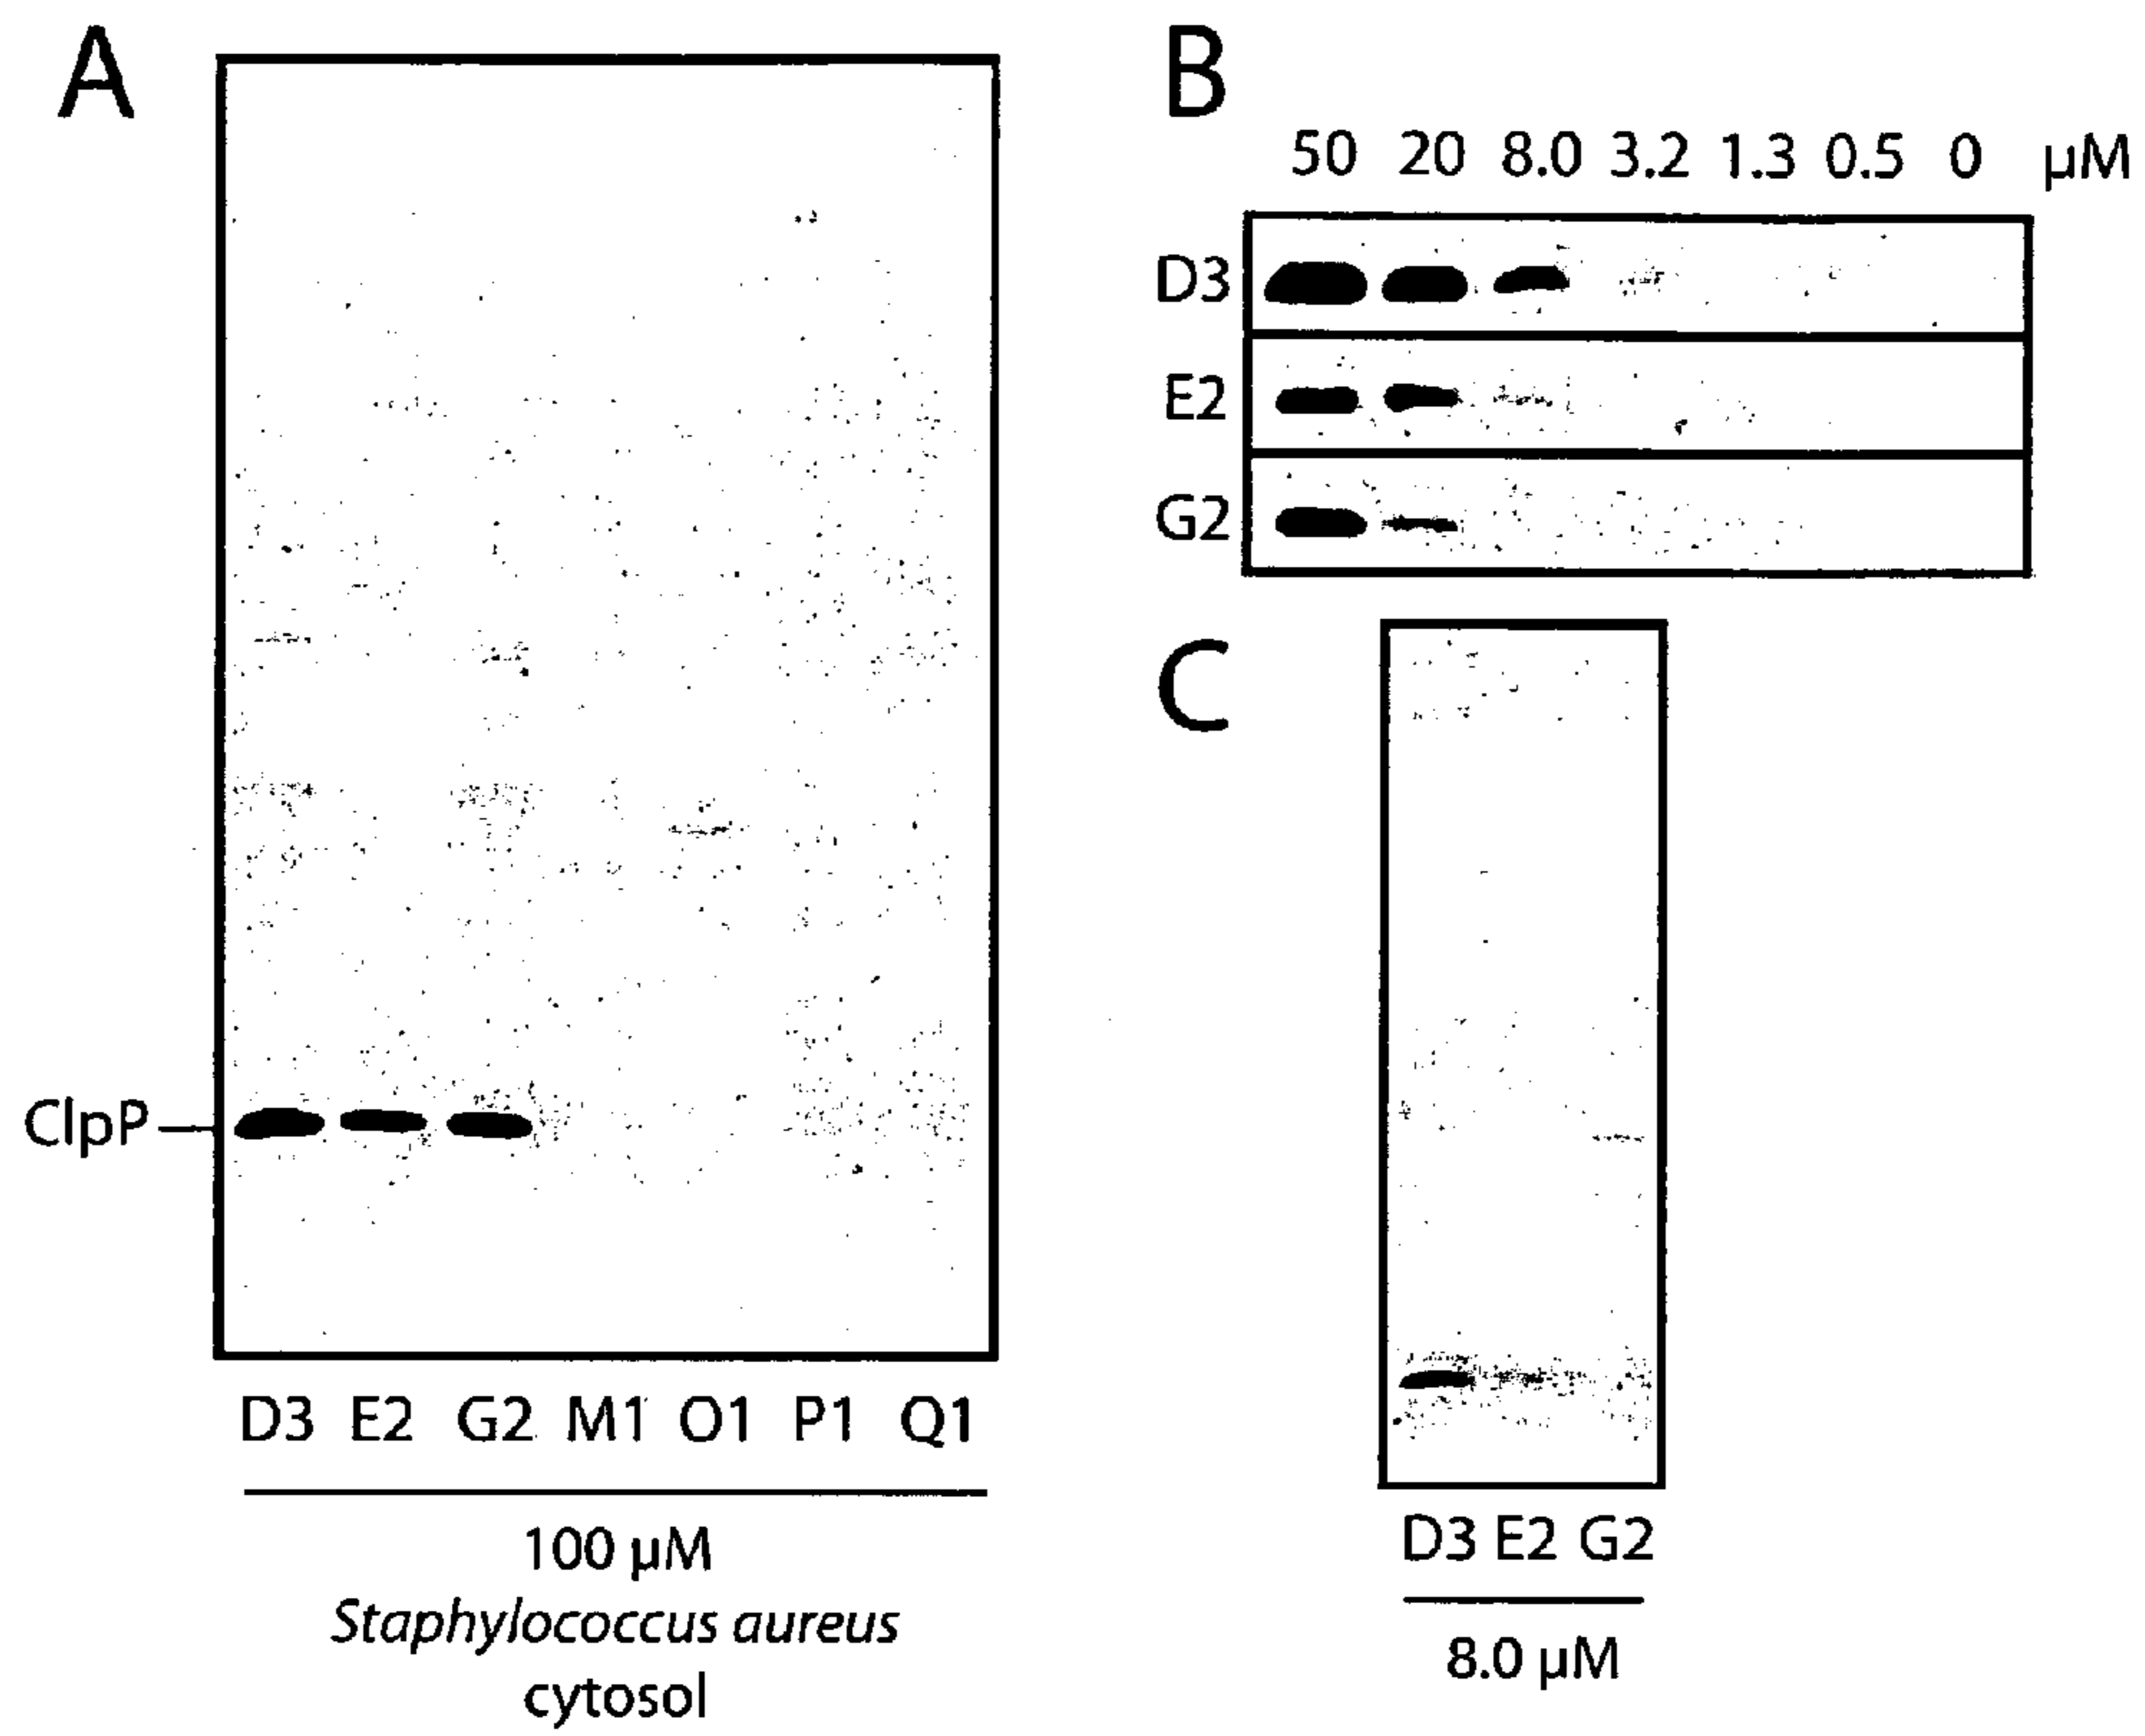 A
ClpP
D3 E2 G2 M1 O1 P1 Q1
100 µM
Staphylococcus aureus
cytosol
B
50 20 8.0 3.2 1.3 0.5 0 µM
D3
E2
G2
C
D3 E2 G2
8.0 µM